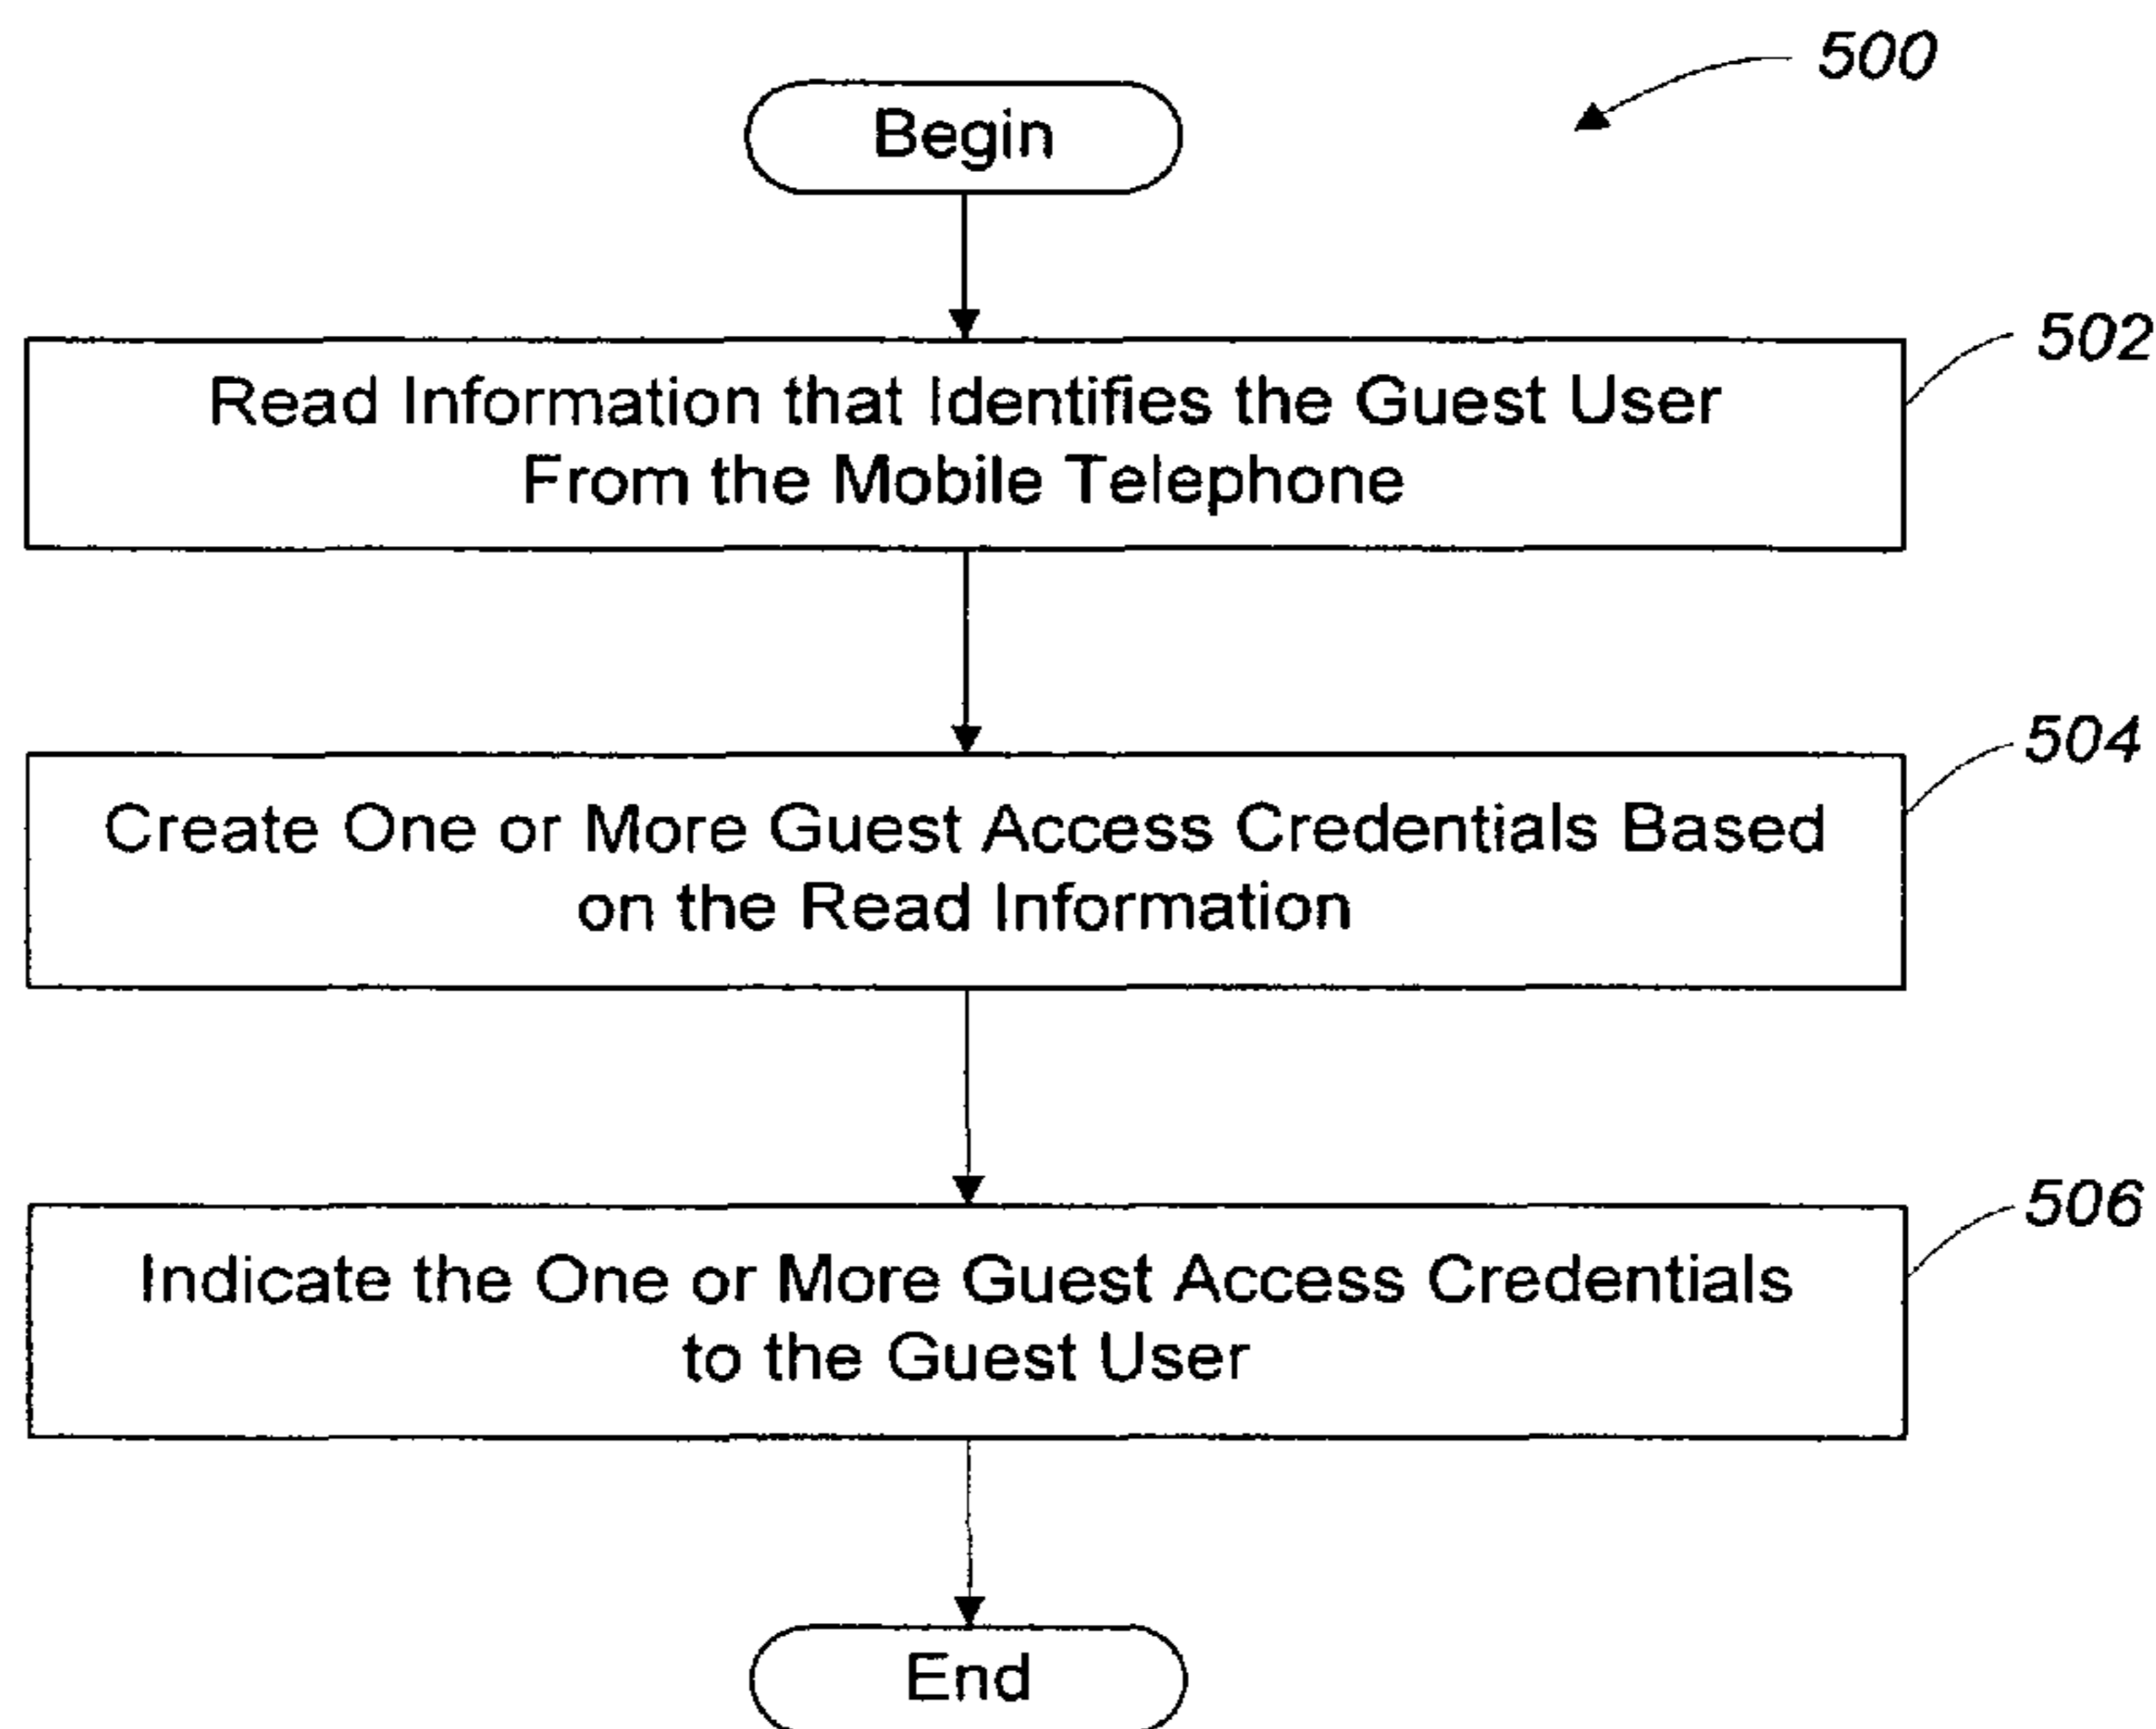 500
Begin
502
Read Information that Identifies the Guest User
From the Mobile Telephone
504
Create One or More Guest Access Credentials Based
on the Read Information
506
Indicate the One or More Guest Access Credentials
to the Guest User
End